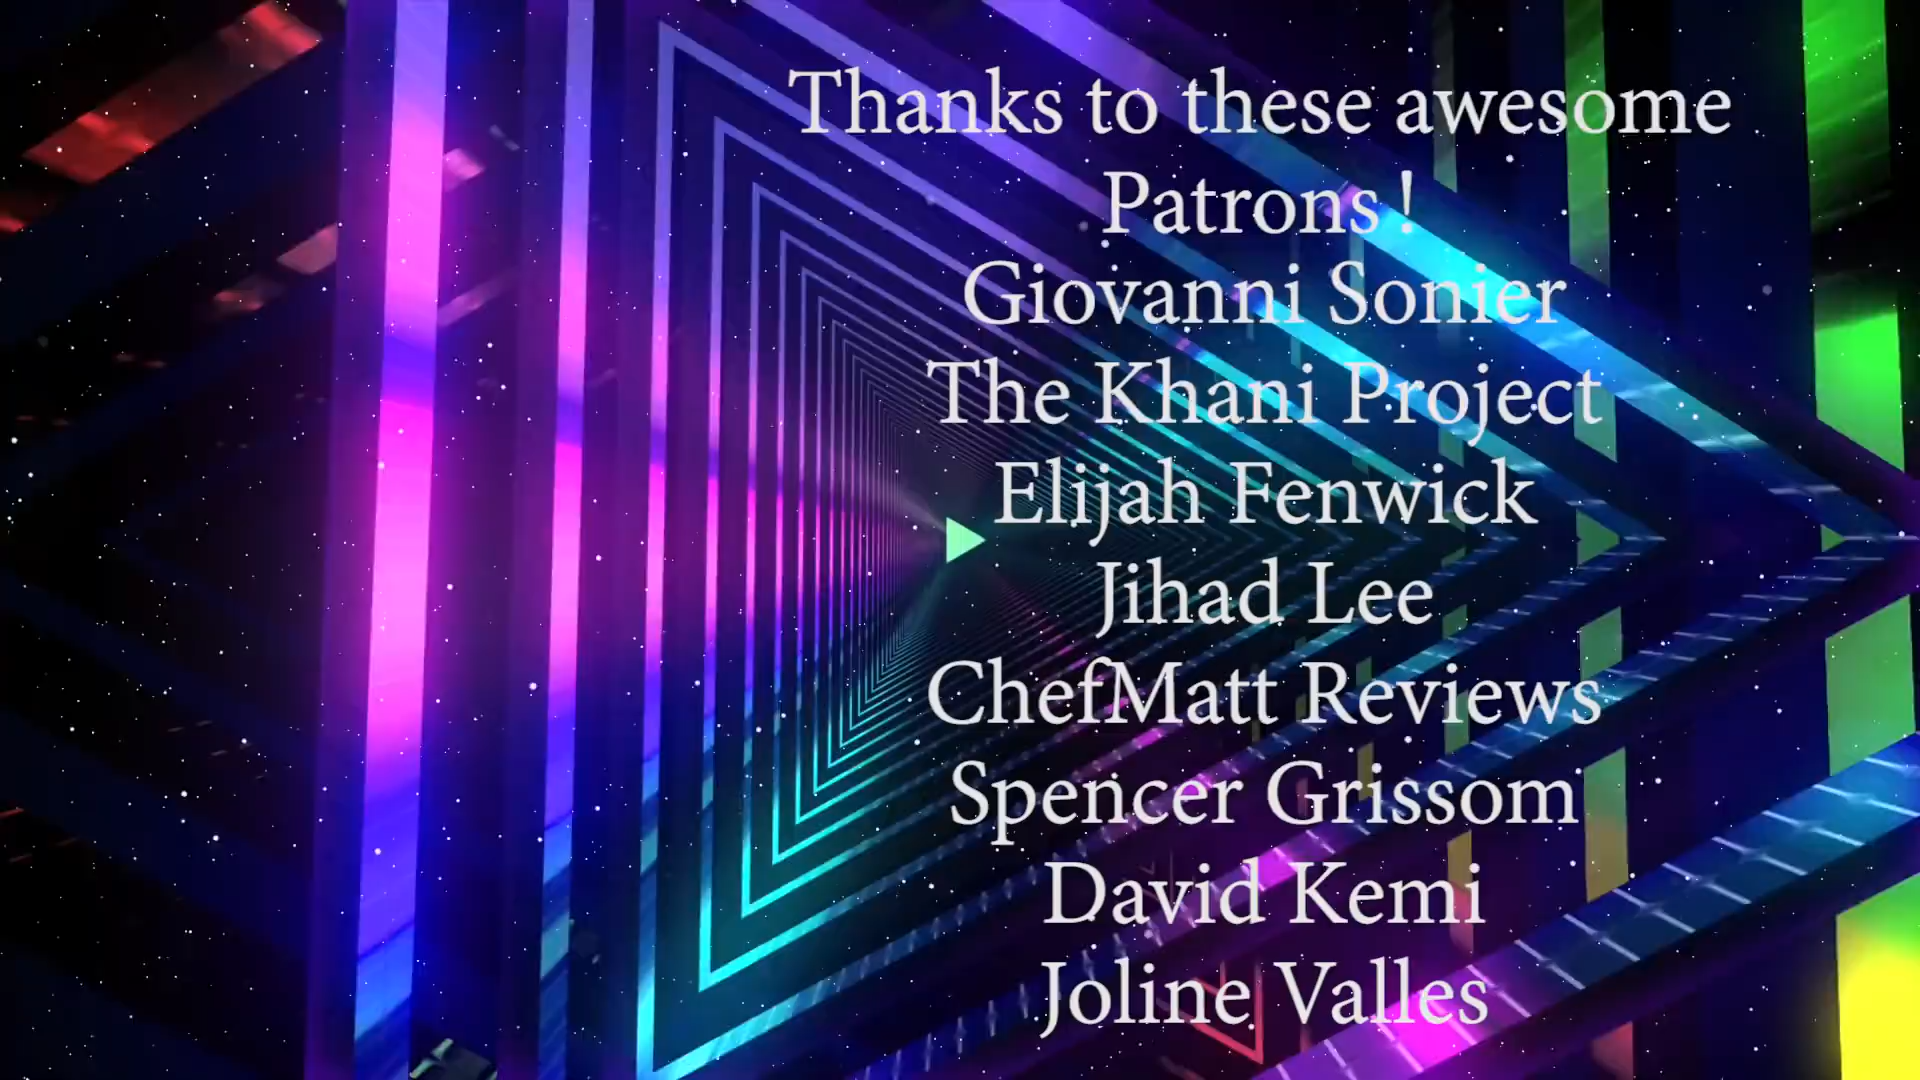 Thanks to these awesome
Patrons !
Giovanni Sonier
The Khani Project
Elijah Fenwick
Jihad Lee
ChefMatt Reviews
Spencer Grissom
David Kemi
Joline Valles